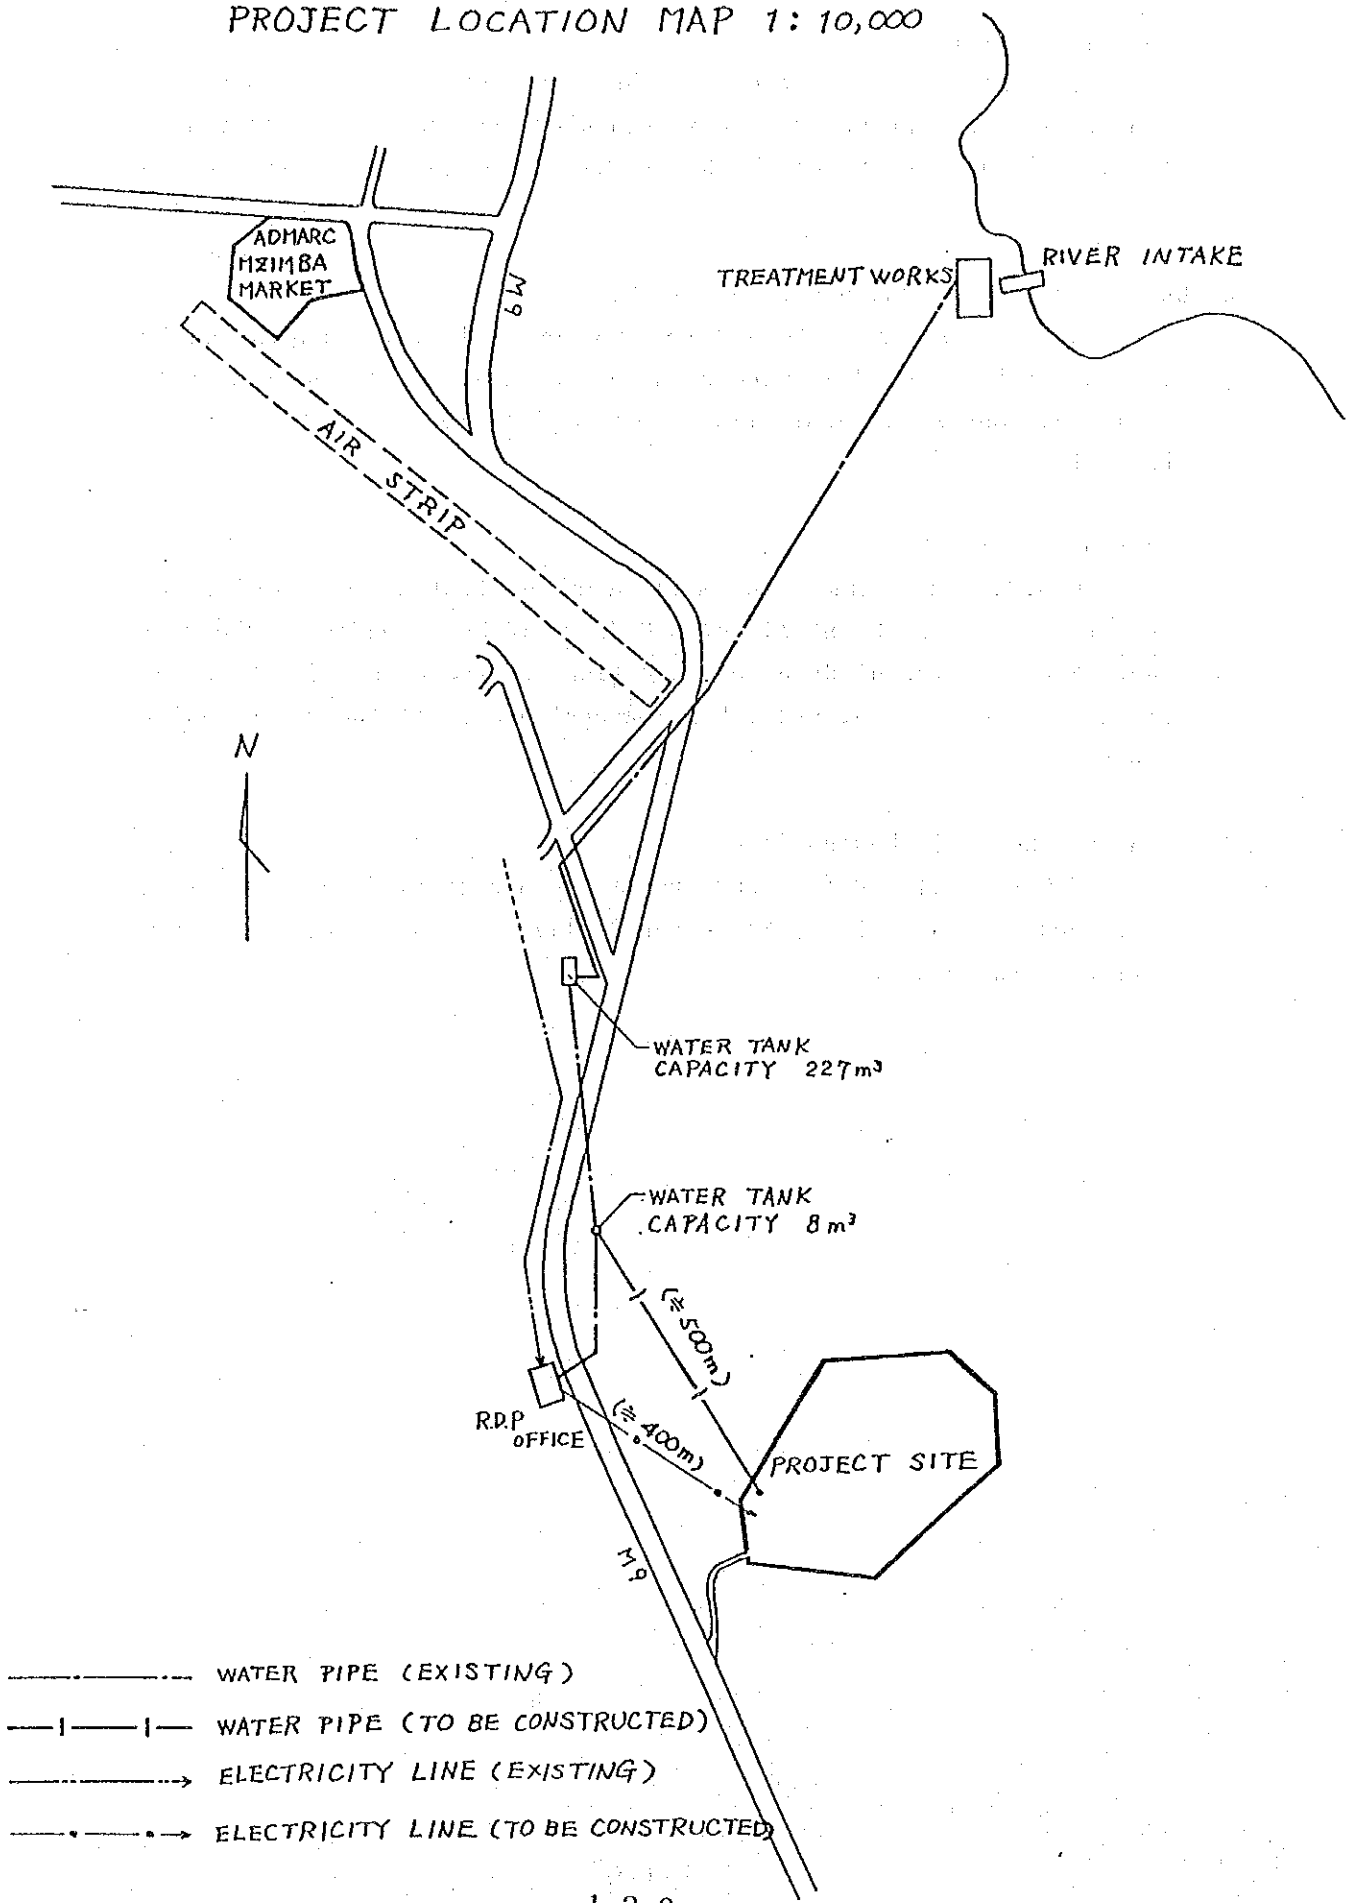 PROJECT LOCATION MAP 1:10,000
ADMARC
MZIMBA
MARKET
M9
TREATMENT WORKS
RIVER INTAKE
AIR STRIP
N
WATER TANK
CAPACITY 227m³
WATER TANK
CAPACITY 8m³
(≒500m)
R.D.P
OFFICE
(≒400m)
PROJECT SITE
M9
WATER PIPE (EXISTING)
WATER PIPE (TO BE CONSTRUCTED)
ELECTRICITY LINE (EXISTING)
ELECTRICITY LINE (TO BE CONSTRUCTED)